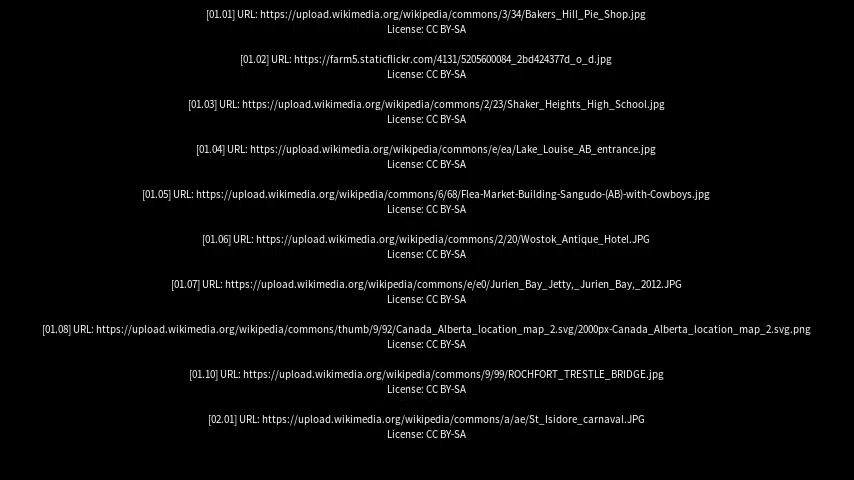 [01.01] URL: https://upload.wikimedia.org/wikipedia/commons/3/34/Bakers_Hill_Pie_Shop.jpg
License: CC BY-SA
[01.02] URL: https://farm5.staticflickr.com/4131/5205600084_2bd424377d_o_d.jpg
License: CC BY-SA
[01.03] URL: https://upload.wikimedia.org/wikipedia/commons/2/23/Shaker_Heights_High_School.jpg
License: CC BY-SA
[01.04] URL: https://upload.wikimedia.org/wikipedia/commons/e/ea/Lake_Louise_AB_entrance.jpg
License: CC BY-SA
[01.05] URL: https://upload.wikimedia.org/wikipedia/commons/6/68/Flea-Market-Building-Sangudo-(AB)-with-Cowboys.jpg
License: CC BY-SA
[01.06] URL: https://upload.wikimedia.org/wikipedia/commons/2/20/Wostok_Antique_Hotel.JPG
License: CC BY-SA
[01.07] URL: https://upload.wikimedia.org/wikipedia/commons/e/e0/Jurien_Bay_Jetty,_Jurien_Bay,_2012.JPG
License: CC BY-SA
[01.08] URL: https://upload.wikimedia.org/wikipedia/commons/thumb/9/92/Canada_Alberta_location_map_2.svg/2000px-Canada_Alberta_location_map_2.svg.png
License: CC BY-SA
[01.10] URL: https://upload.wikimedia.org/wikipedia/commons/9/99/ROCHFORT_TRESTLE_BRIDGE.jpg
License: CC BY-SA
[02.01] URL: https://upload.wikimedia.org/wikipedia/commons/a/ae/St_Isidore_carnaval.JPG
License: CC BY-SA